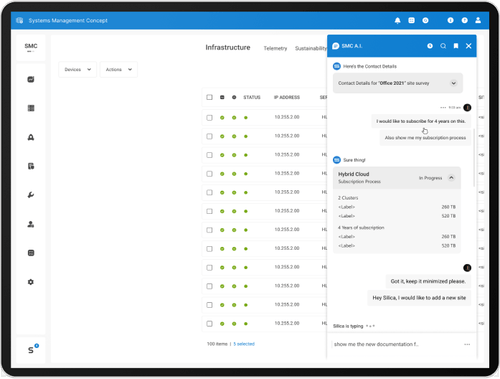 Systems Management Concept
SMC
Infrastructure
Telemetry
Sustainability
Devices
Actions
STATUS
IP ADDRESS
10.255.2.00
10.255.2.00
10.255.2.00
10.255.2.00
10.255.2.00
10.255.2.00
10.255.2.00
10.255.2.00
10.255.2.00
10.255.2.00
10.255.2.00
10.255.2.00
100 items | 5 selected
SMC A.I.
Here's the Contact Details
Contact Details for "Office 2021" site survey
I would like to subscribe for 4 years on this.
Also show me my subscription process
Sure thing!
Hybrid Cloud
Subscription Process
In Progress
2 Clusters
<Label> 260 TB
<Label> 520 TB
4 Years of subscription
<Label> 260 TB
<Label> 520 TB
Got it, keep it minimized please.
Hey Silica, I would like to add a new site
Silica is typing
show me the new documentation f..